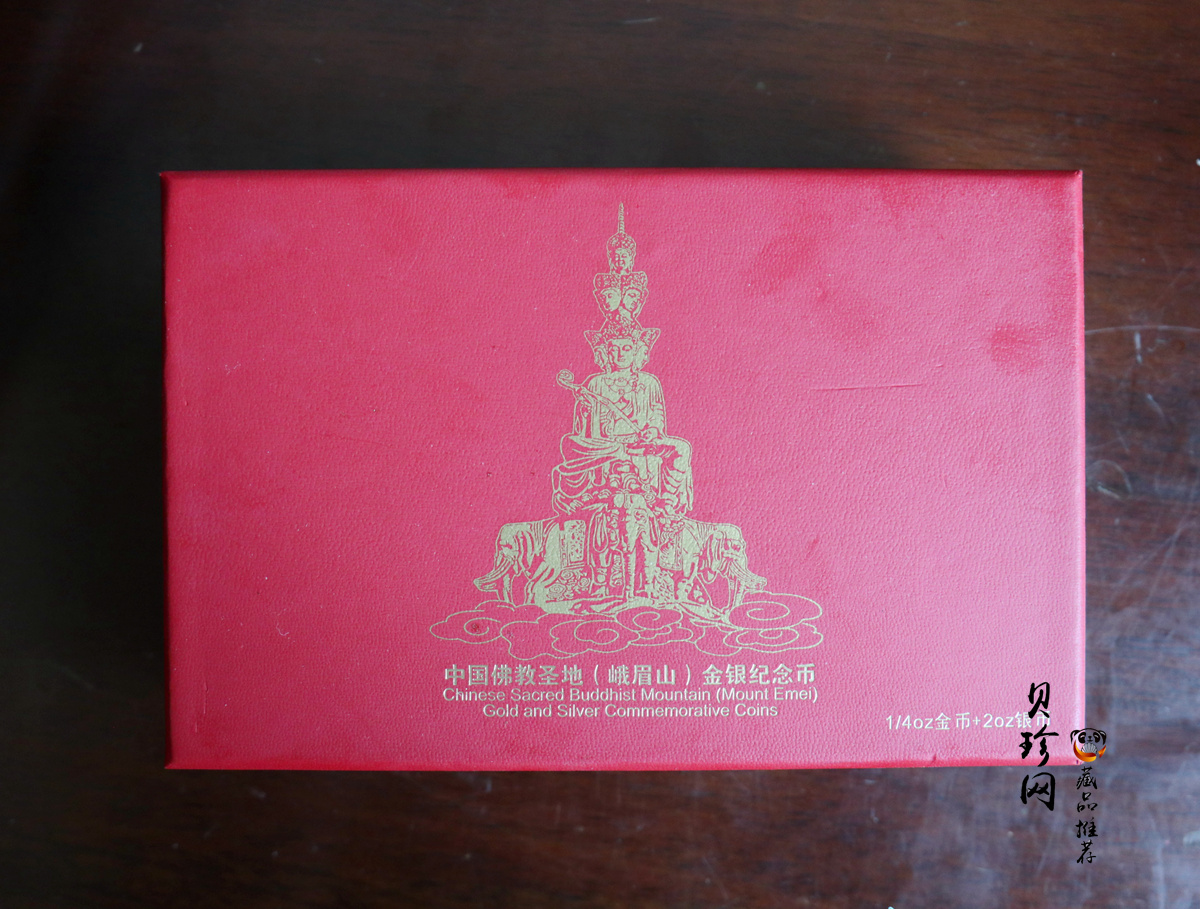 中国佛教圣地（峨眉山）金银纪念币
Chinese Sacred Buddhist Mountain (Mount Emei)
Gold and Silver Commemorative Coins
1/4oz金币+2oz银币
贝珍网
藏品推荐